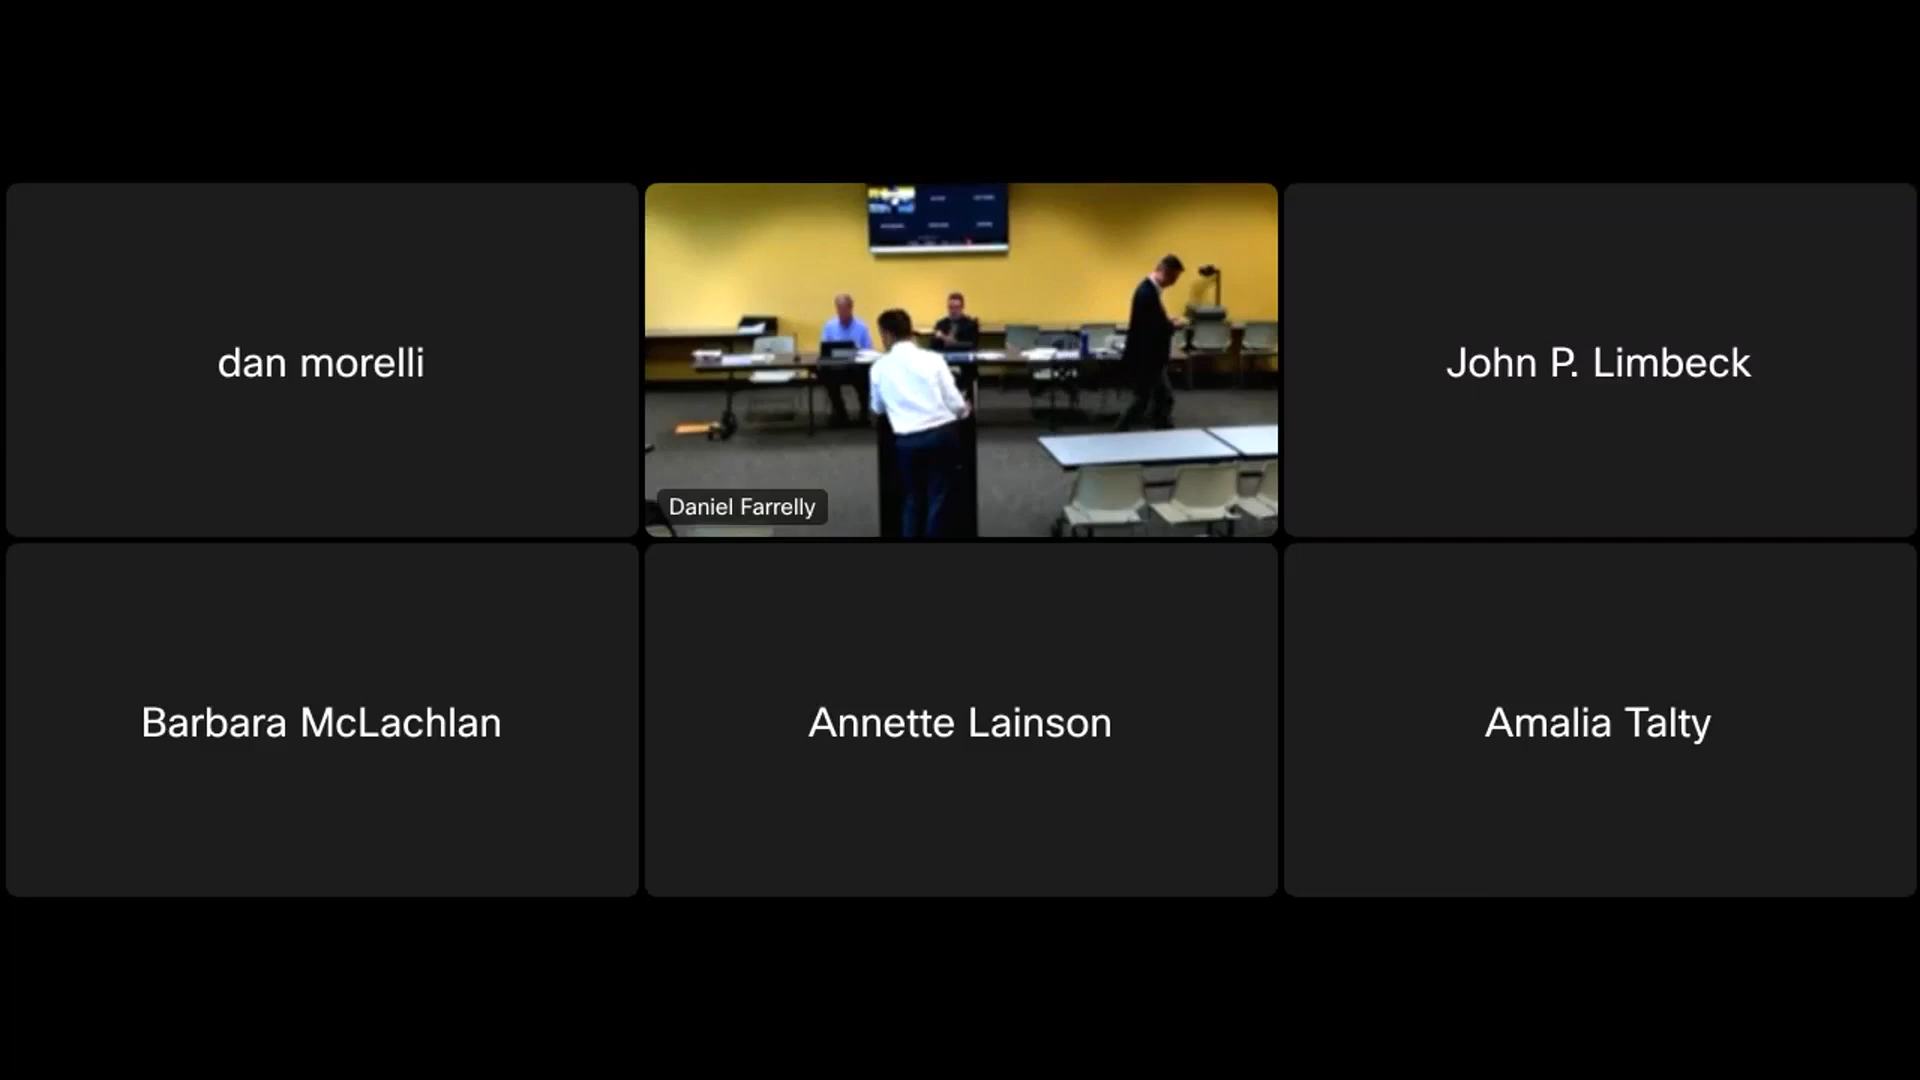 dan morelli
Daniel Farrelly
John P. Limbeck
Barbara McLachlan
Annette Lainson
Amalia Talty